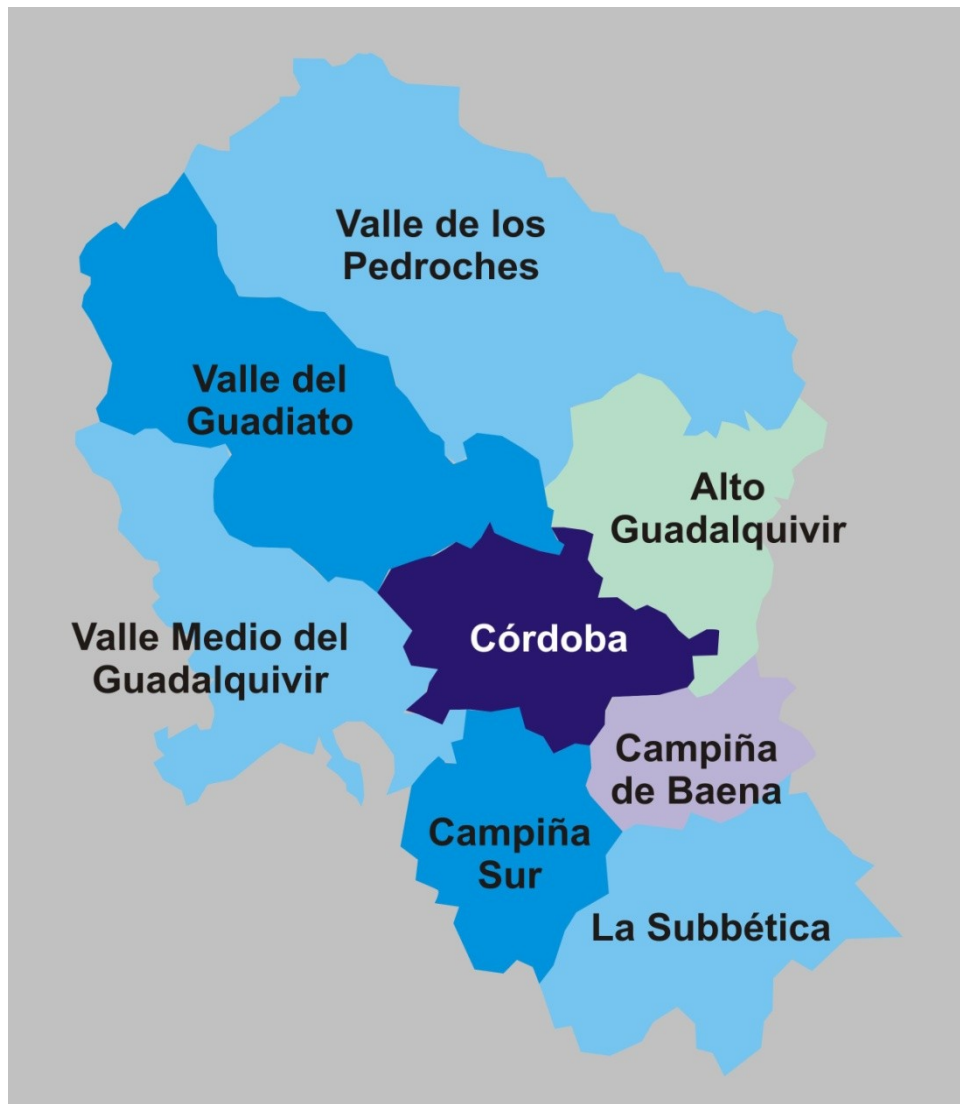 Valle de los
Pedroches
Valle del
Guadiato
Alto
Guadalquivir
Valle Medio del
Guadalquivir
Córdoba
Campiña
de Baena
Campiña
Sur
La Subbética